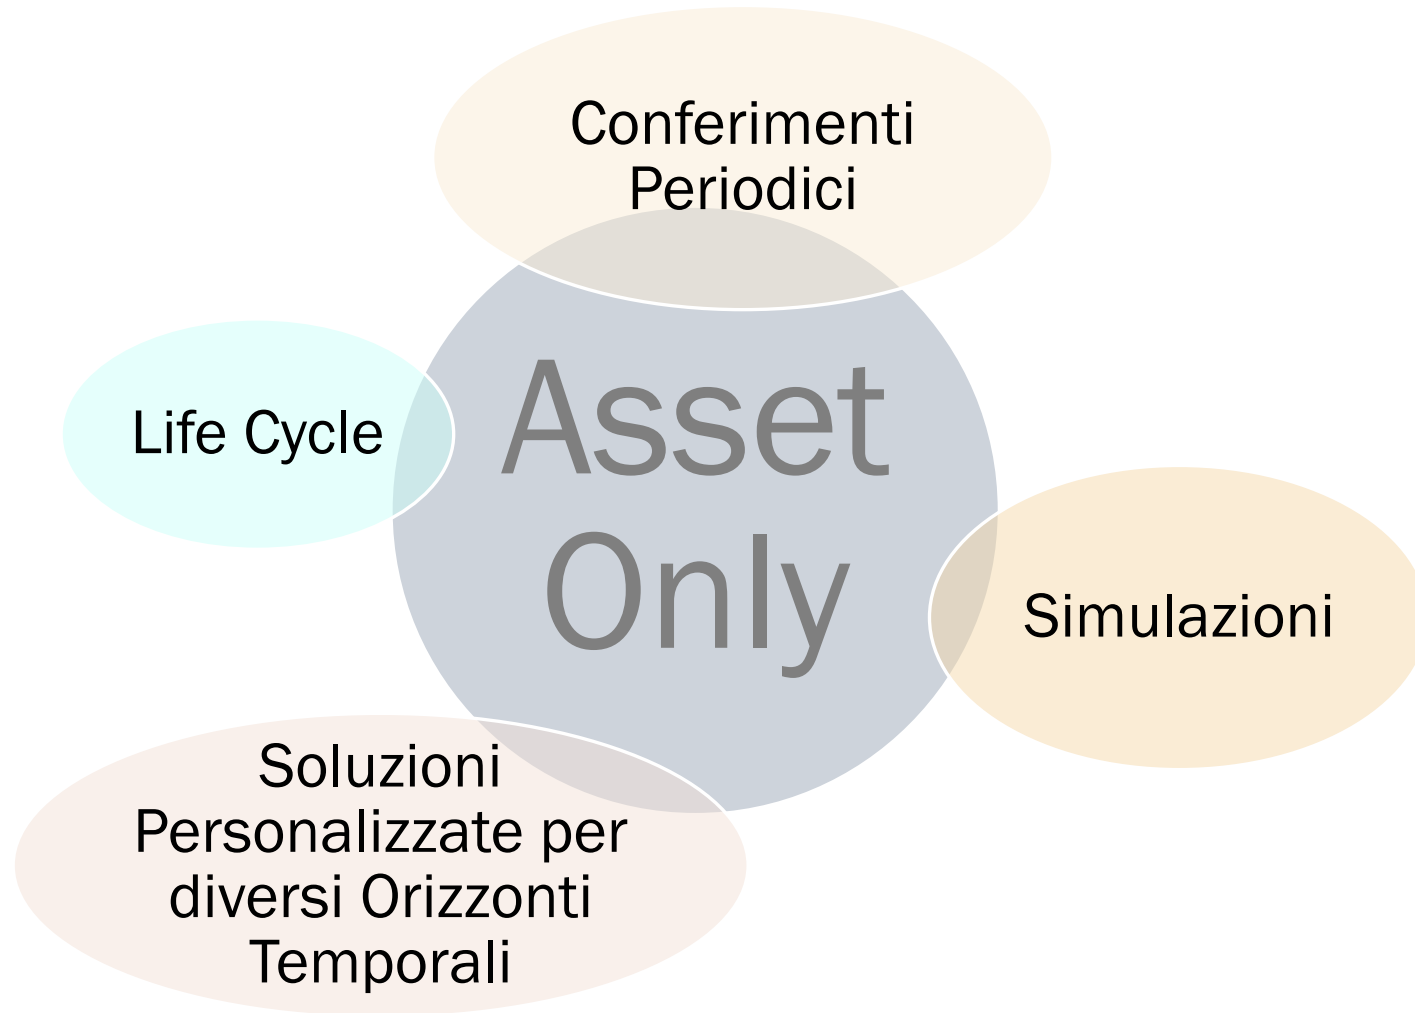 Conferimenti
Periodici
Life Cycle
Asset
Only
Simulazioni
Soluzioni
Personalizzate per
diversi Orizzonti
Temporali